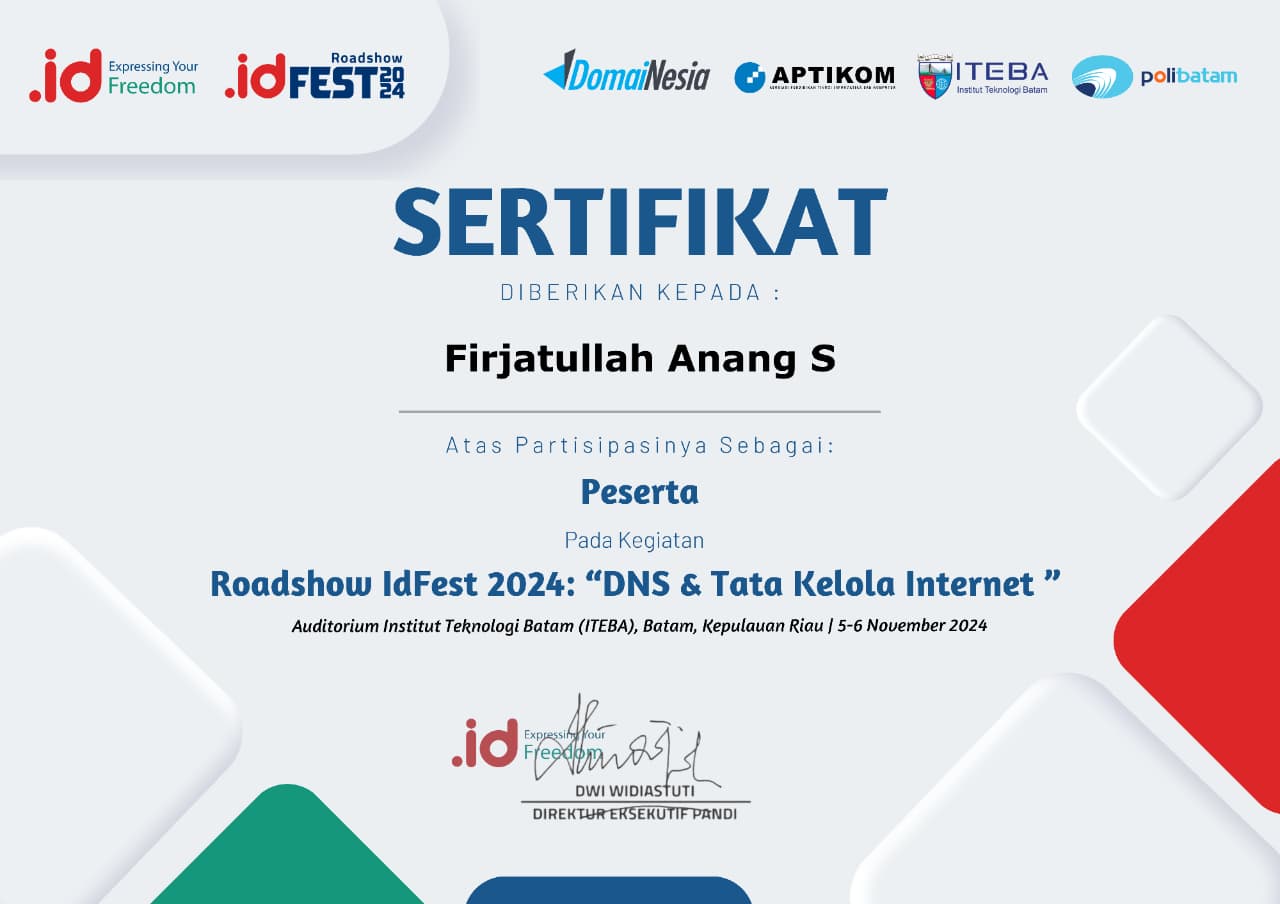 .id Expressing Your Freedom
.id FEST 2024 Roadshow
DomaiNesia
APTIKOM
ITEBA
Institut Teknologi Batam
polibatam
SERTIFIKAT
DIBERIKAN KEPADA :
Firjatullah Anang S
Atas Partisipasinya Sebagai:
Peserta
Pada Kegiatan
Roadshow IdFest 2024: “DNS & Tata Kelola Internet ”
Auditorium Institut Teknologi Batam (ITEBA), Batam, Kepulauan Riau | 5-6 November 2024
.id Expressing Your Freedom
DWI WIDIASTUTI
DIREKTUR EKSEKUTIF PANDI